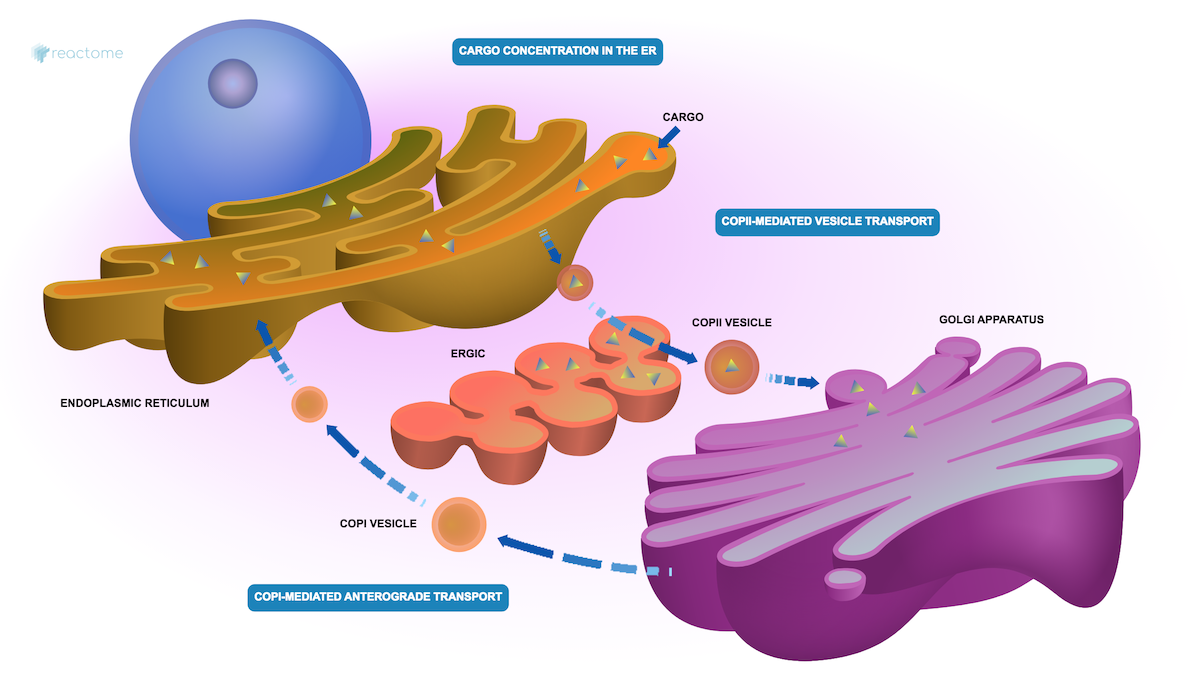 reactome
CARGO CONCENTRATION IN THE ER
CARGO
COPII-MEDIATED VESICLE TRANSPORT
COPII VESICLE
GOLGI APPARATUS
ERGIC
ENDOPLASMIC RETICULUM
COPI VESICLE
COPI-MEDIATED ANTEROGRADE TRANSPORT